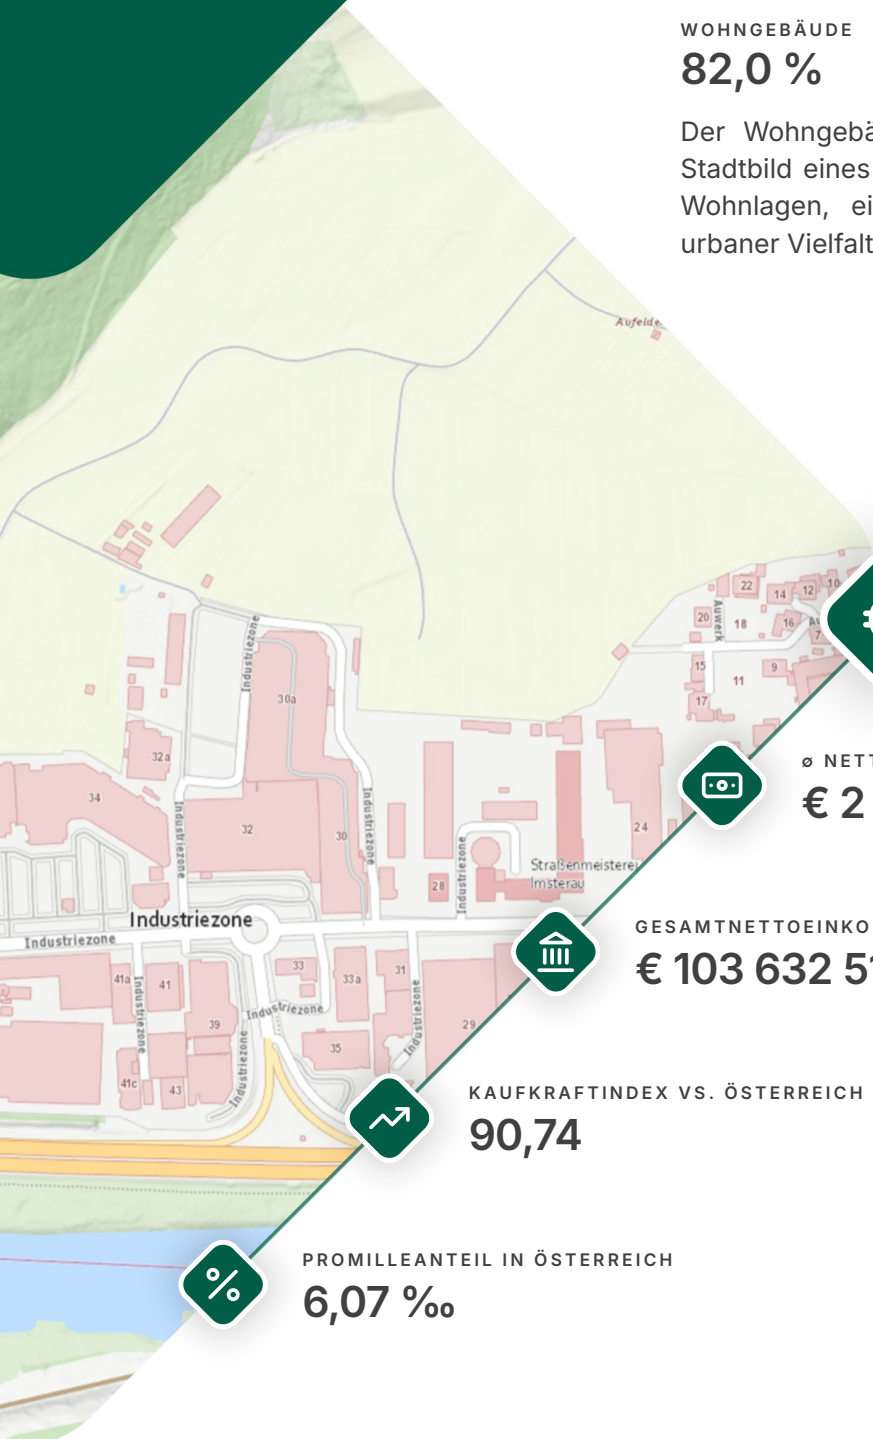 WOHNGEBÄUDE
82,0 %
Der Wohngebä
Stadtbild eines
Wohnlagen, ei
urbaner Vielfalt
Aufelde
22
14
12
10
20
Auwerk
18
16
7
15
11
9
17
Industriezone
30a
32a
34
32
30
Industriezone
Industriezone
24
Straßenmeisterei
Imsterau
28
Industriezone
Industriezone
Industriezone
41a
41
Industriezone
39
33
33a
31
Industriezone
Industriezone
29
35
41c
43
Industriezone
ø NETT
€ 2
GESAMTNETTOEINKO
€ 103 632 51
KAUFKRAFTINDEX VS. ÖSTERREICH
90,74
PROMILLEANTEIL IN ÖSTERREICH
6,07 ‰